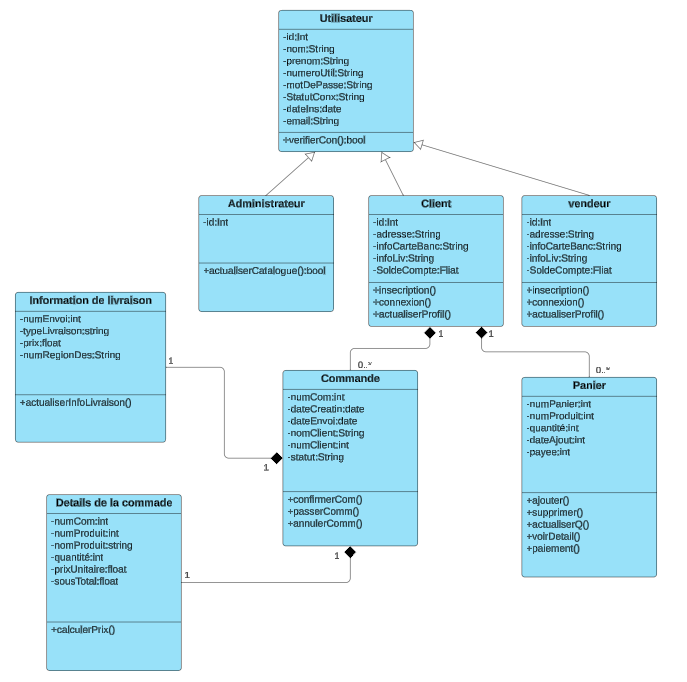 Utilisateur
-id:Int
-nom:String
-prenom:String
-numeroUtil:String
-motDePasse:String
-StatutConx:String
-dateIns:date
-email:String
+verifierCon():bool
Administrateur
-id:Int
+actualiserCatalogue():bool
Client
-id:Int
-adresse:String
-infoCarteBanc:String
-infoLiv:String
-SoldeCompte:Fliat
+insecription()
+connexion()
+actualiserProfil()
vendeur
-id:Int
-adresse:String
-infoCarteBanc:String
-infoLiv:String
-SoldeCompte:Fliat
+insecription()
+connexion()
+actualiserProfil()
Information de livraison
-numEnvoi:int
-typeLivraison:string
-prix:float
-numRegionDes:String
+actualiserInfoLivraison()
1
1
1
1
0..*
0..*
Commande
-numCom:int
-dateCreatin:date
-dateEnvoi:date
-nomClient:String
-numClient:int
-statut:String
+confirmerCom()
+passerComm()
+annulerComm()
Panier
-numPanier:int
-numProduit:int
-quantité:int
-dateAjout:int
-payee:int
+ajouter()
+supprimer()
+actualiserQ()
+voirDetail()
+paiement()
Details de la commade
-numCom:int
-numProduit:int
-nomProduit:string
-quantité:int
-prixUnitaire:float
-sousTotal:float
+calculerPrix()
1
1